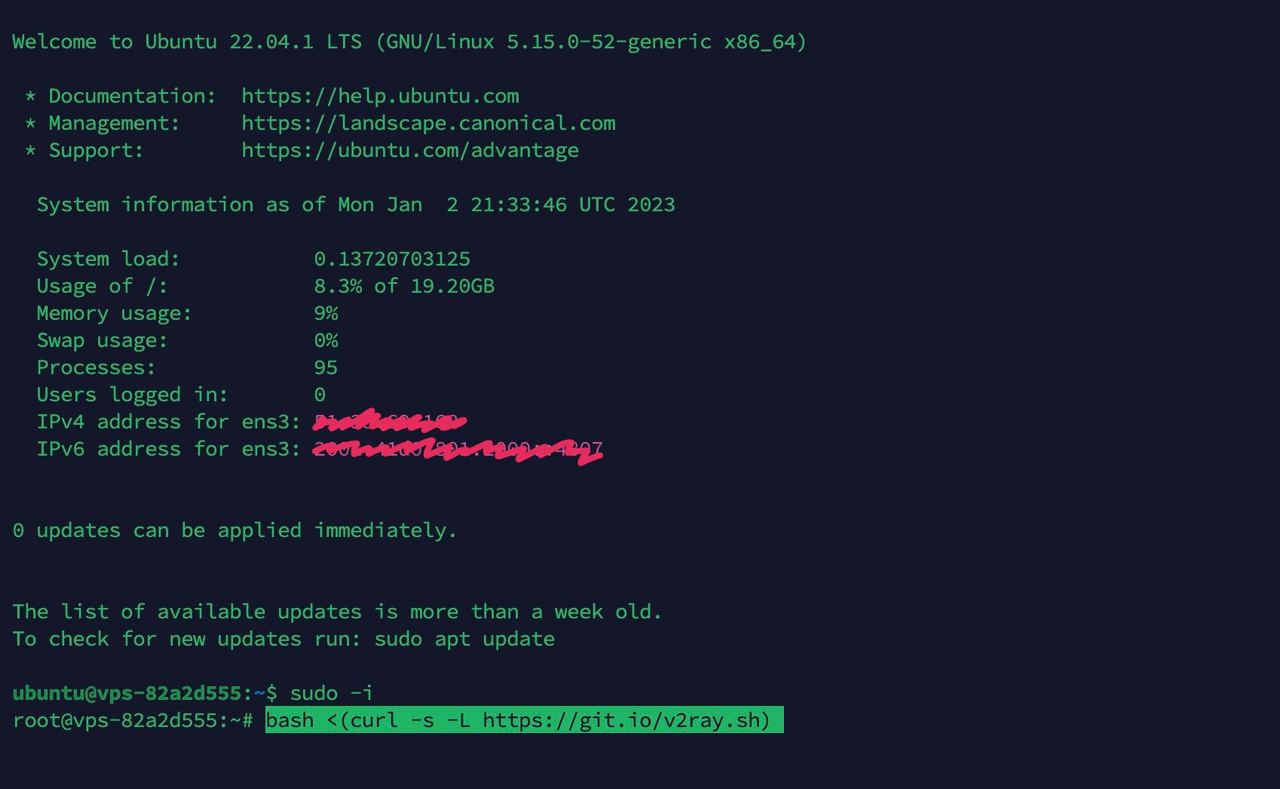 Welcome to Ubuntu 22.04.1 LTS (GNU/Linux 5.15.0-52-generic x86_64)
* Documentation: https://help.ubuntu.com
* Management: https://landscape.canonical.com
* Support: https://ubuntu.com/advantage
System information as of Mon Jan 2 21:33:46 UTC 2023
System load: 0.13720703125
Usage of /: 8.3% of 19.20GB
Memory usage: 9%
Swap usage: 0%
Processes: 95
Users logged in: 0
IPv4 address for ens3:
IPv6 address for ens3:
0 updates can be applied immediately.
The list of available updates is more than a week old.
To check for new updates run: sudo apt update
ubuntu@vps-82a2d555:~$ sudo -i
root@vps-82a2d555:~# bash <(curl -s -L https://git.io/v2ray.sh)